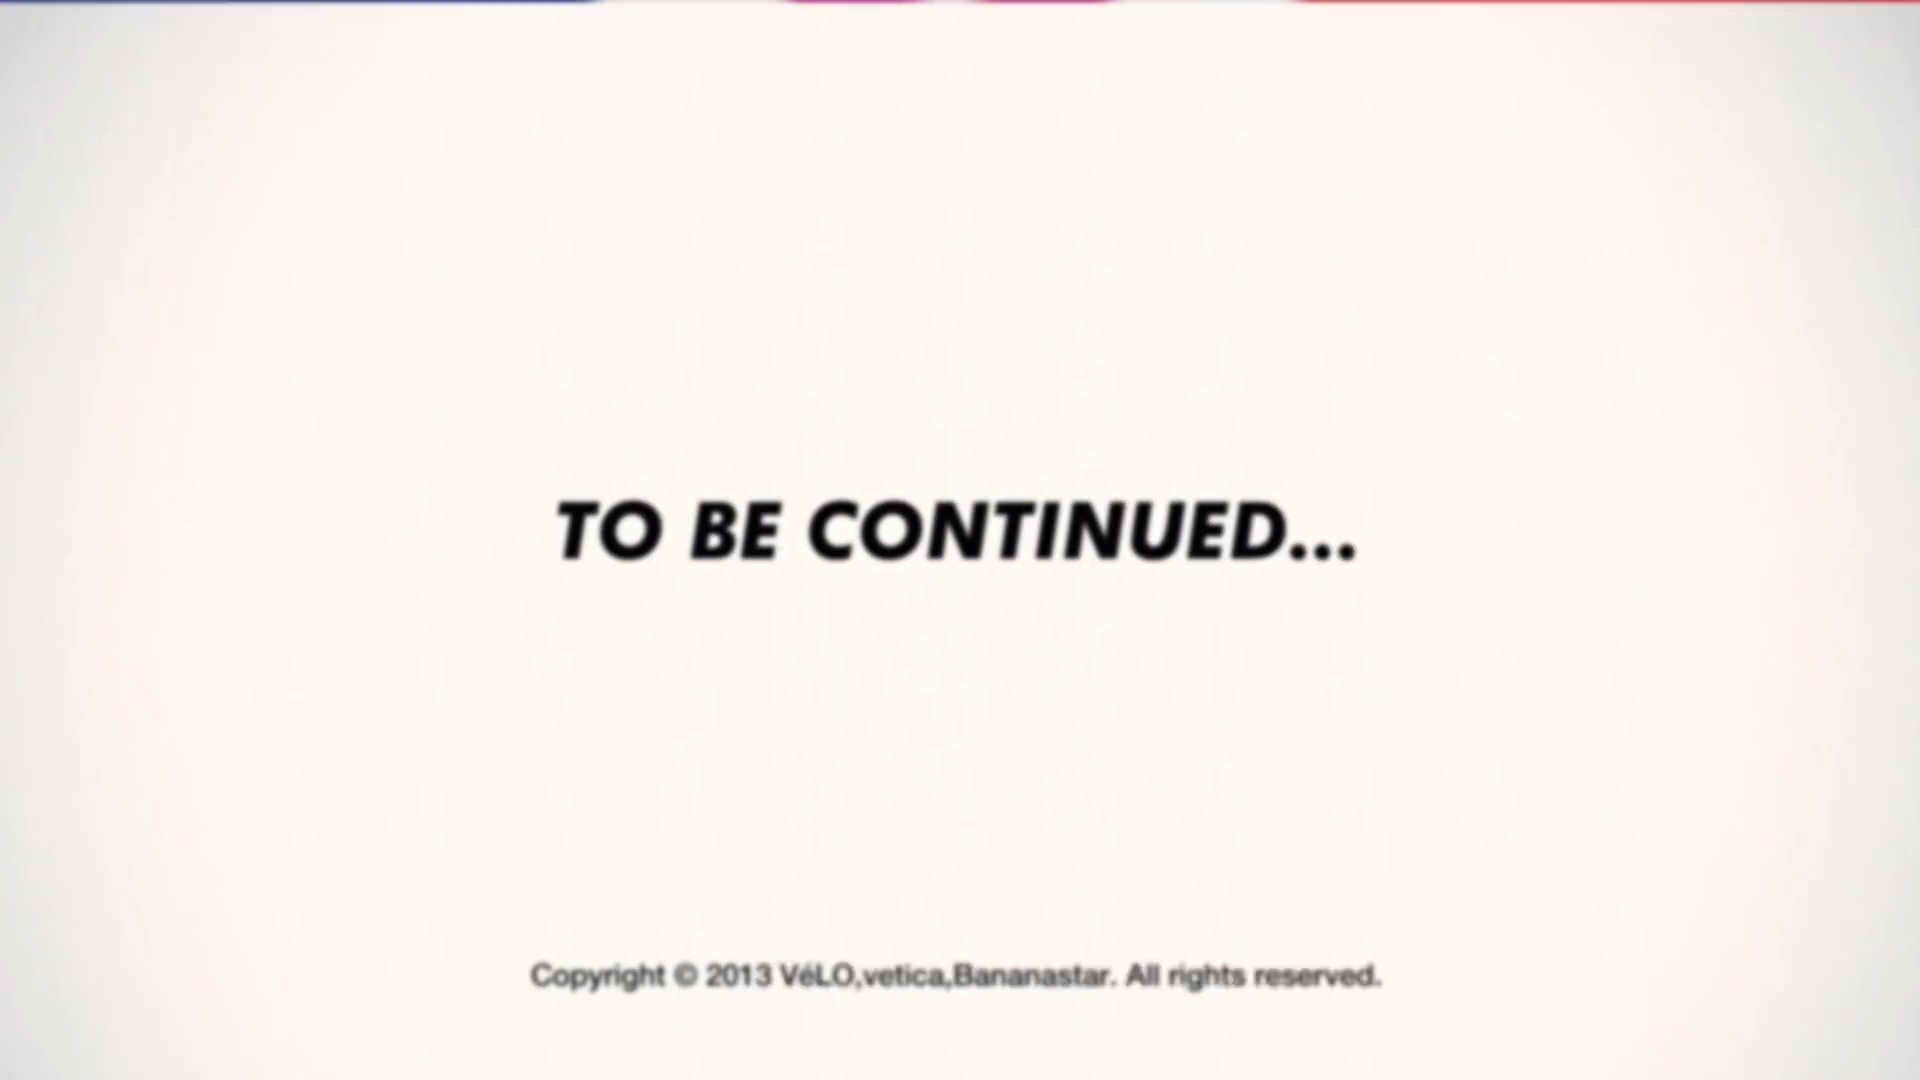 TO BE CONTINUED...
Copyright © 2013 VéLO,vetica,Bananastar. All rights reserved.